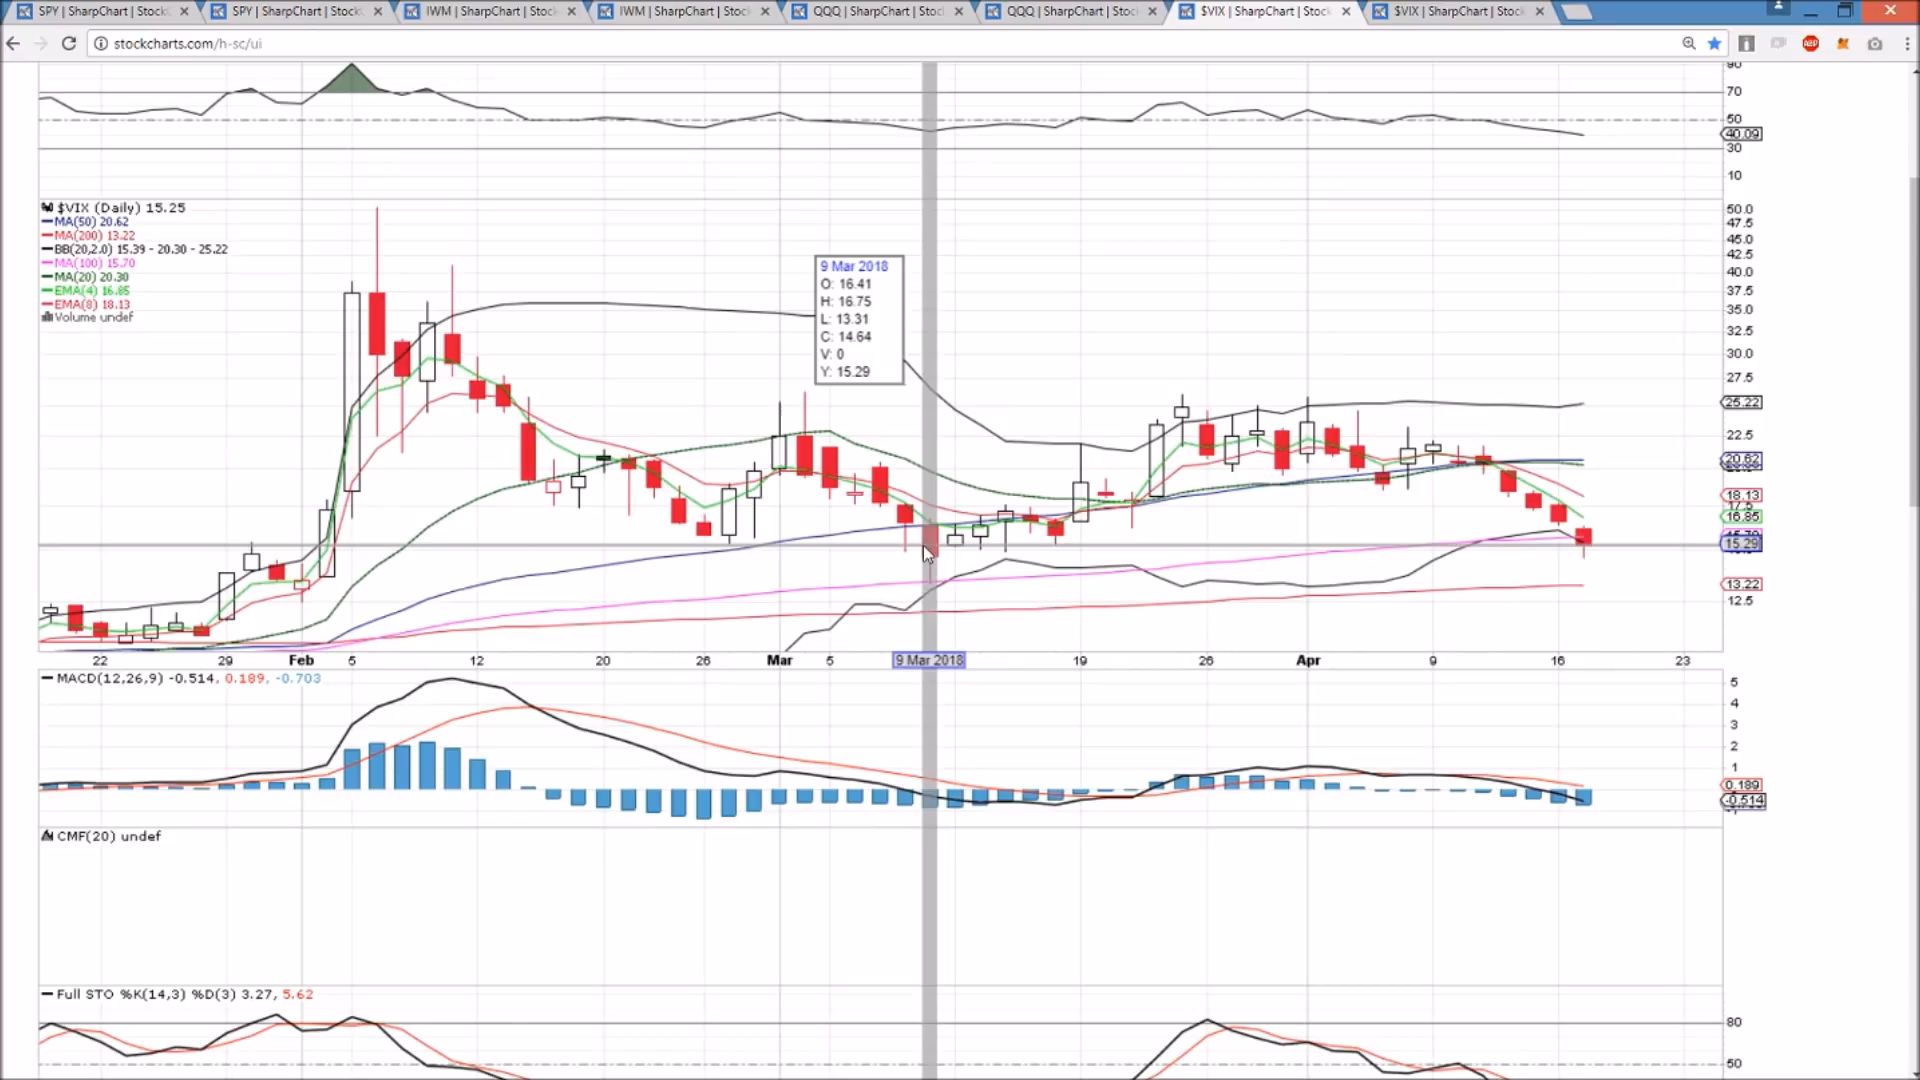 SPY | SharpChart | Stock
SPY | SharpChart | Stock
IWM | SharpChart | Stock
IWM | SharpChart | Stock
QQQ | SharpChart | Stoc
QQQ | SharpChart | Stoc
$VIX | SharpChart | Stock
$VIX | SharpChart | Stock
stockcharts.com/h-sc/ui
ABP
90
70
50
40.09
30
10
$VIX (Daily) 15.25
MA(50) 20.62
MA(200) 13.22
BB(20,2.0) 15.39 - 20.30 - 25.22
MA(100) 15.70
MA(20) 20.30
EMA(4) 16.85
EMA(8) 18.13
Volume undef
9 Mar 2018
O: 16.41
H: 16.75
L: 13.31
C: 14.64
V: 0
Y: 15.29
50.0
47.5
45.0
42.5
40.0
37.5
35.0
32.5
30.0
27.5
25.22
22.5
20.62
18.13
17.5
16.85
15.29
13.22
12.5
22 29 Feb 5 12 20 26 Mar 5 9 Mar 2018 19 26 Apr 9 16 23
MACD(12,26,9) -0.514, 0.189, -0.703
5
4
3
2
1
0.189
-0.514
CMF(20) undef
Full STO %K(14,3) %D(3) 3.27, 5.62
80
50